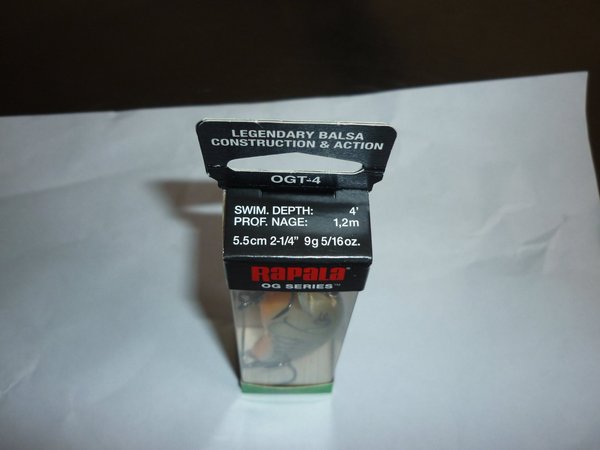 LEGENDARY BALSA
CONSTRUCTION & ACTION
OGT-4
SWIM. DEPTH: 4'
PROF. NAGE: 1,2m
5.5cm 2-1/4" 9g 5/16oz.
RAPALA®
OG SERIES™